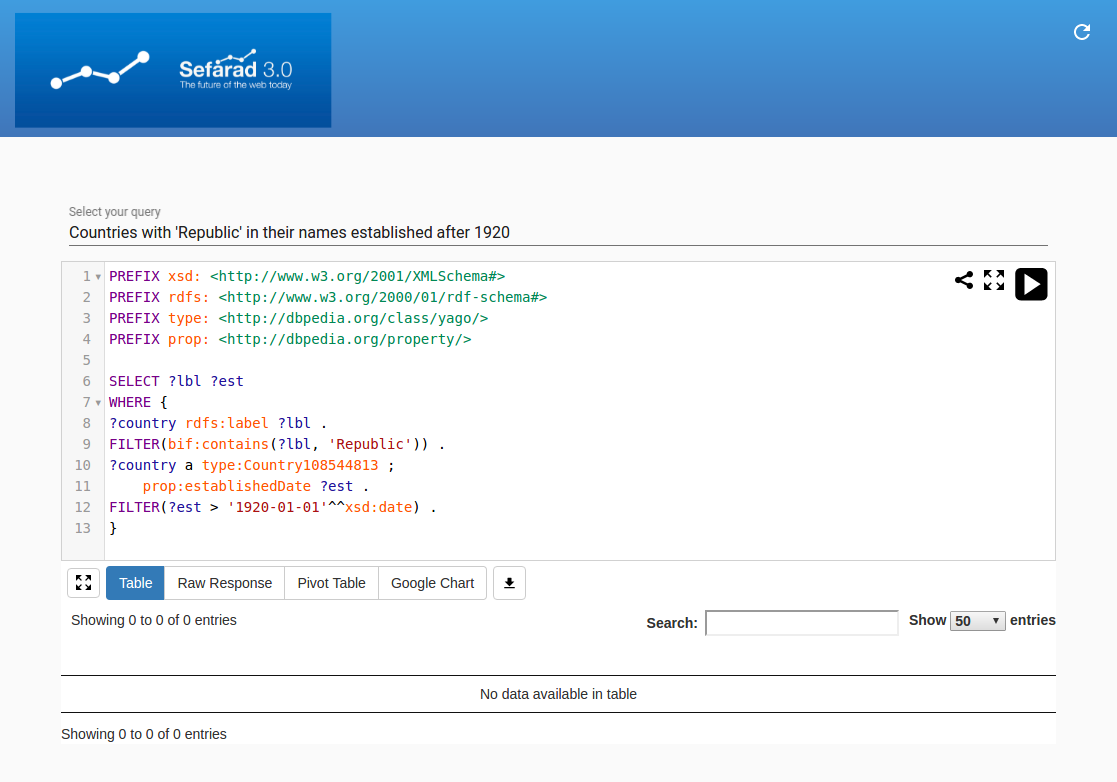 Sefarad 3.0
The future of the web today
Select your query
Countries with 'Republic' in their names established after 1920
1 PREFIX xsd: <http://www.w3.org/2001/XMLSchema#>
2 PREFIX rdfs: <http://www.w3.org/2000/01/rdf-schema#>
3 PREFIX type: <http://dbpedia.org/class/yago/>
4 PREFIX prop: <http://dbpedia.org/property/>
5
6 SELECT ?lbl ?est
7 WHERE {
8 ?country rdfs:label ?lbl .
9 FILTER(bif:contains(?lbl, 'Republic')) .
10 ?country a type:Country108544813 ;
11     prop:establishedDate ?est .
12 FILTER(?est > '1920-01-01'^^xsd:date) .
13 }
Table Raw Response Pivot Table Google Chart
Showing 0 to 0 of 0 entries Search: Show 50 entries
No data available in table
Showing 0 to 0 of 0 entries